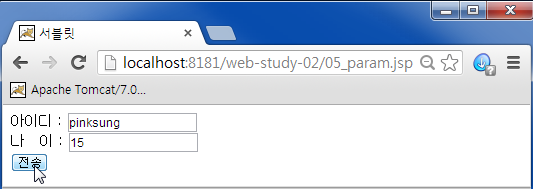 서블릿
localhost:8181/web-study-02/05_param.jsp
Apache Tomcat/7.0...
아이디 : pinksung
나 이 : 15
전송